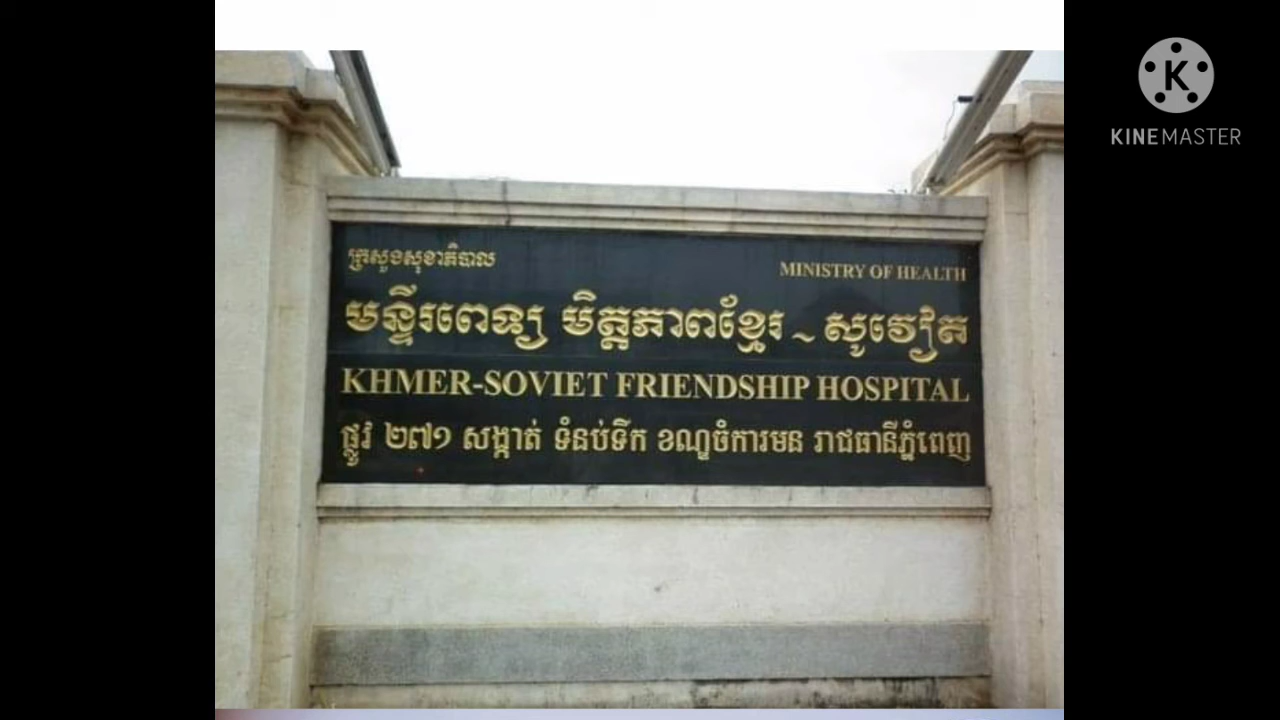 ក្រសួងសុខាភិបាល
MINISTRY OF HEALTH
មន្ទីរពេទ្យ មិត្តភាពខ្មែរ ~ សូវៀត
KHMER-SOVIET FRIENDSHIP HOSPITAL
ផ្លូវ ២៧១ សង្កាត់ ទំនប់ទឹក ខណ្ឌចំការមន រាជធានីភ្នំពេញ
K
KINEMASTER